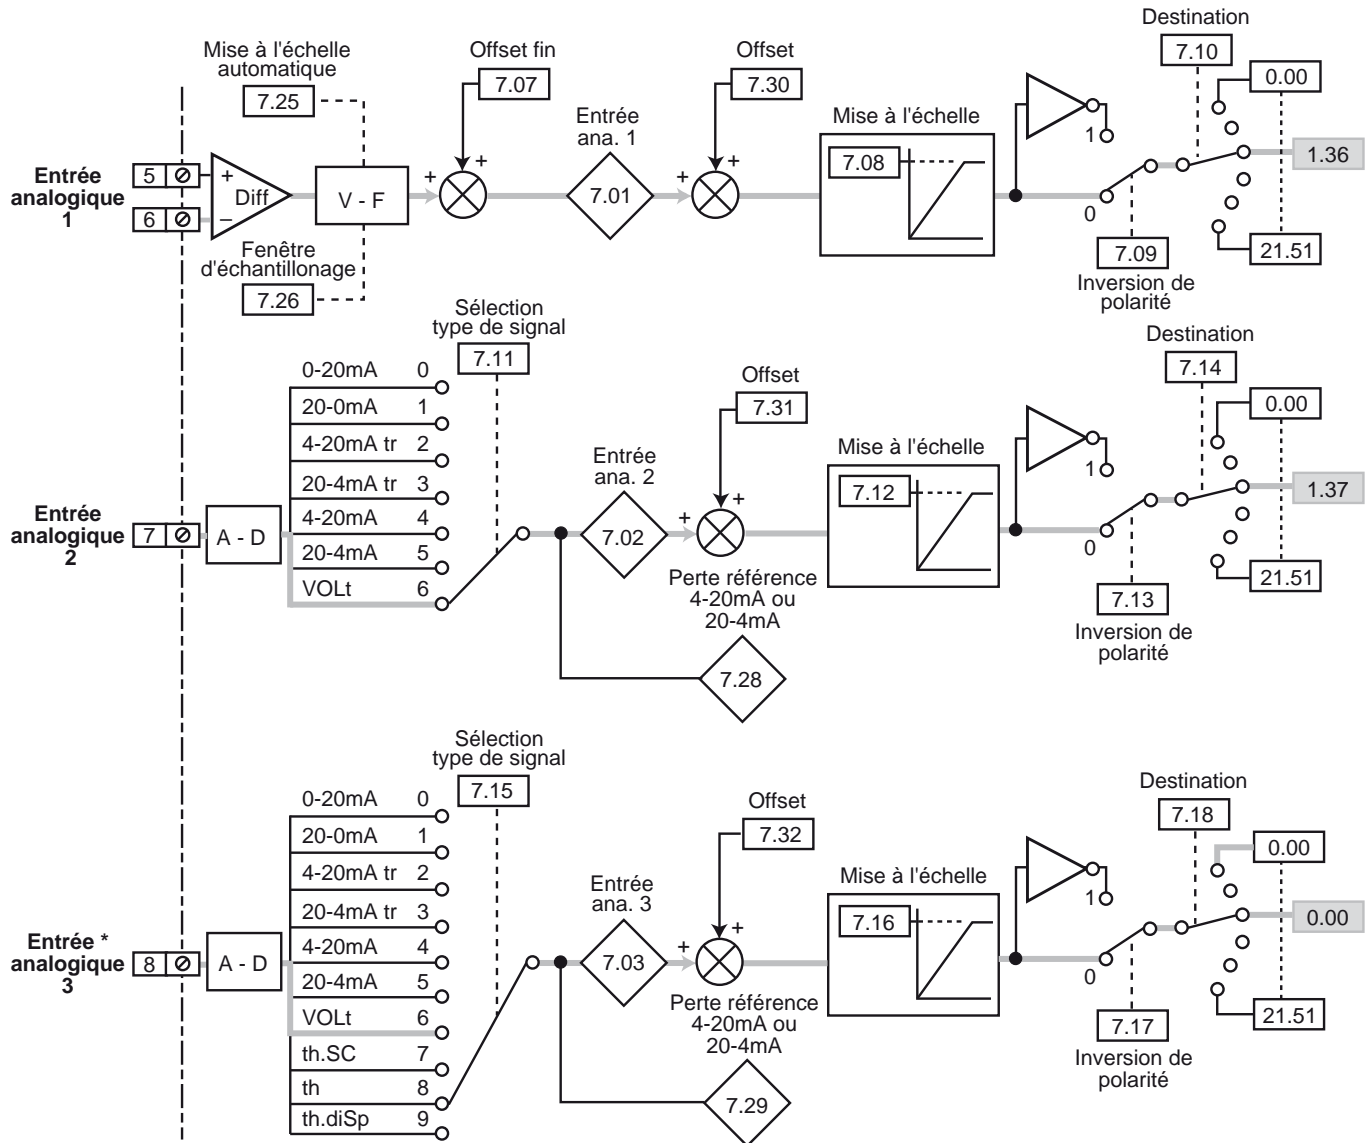 Destination
7.10
Mise à l'échelle
automatique
7.25
Offset fin
7.07
Offset
7.30
0.00
Entrée
ana. 1
Mise à l'échelle
7.08
1
1.36
Entrée
analogique
1
5
6
+
–
Diff
V - F
+
+
7.01
+
+
0
7.09
21.51
Fenêtre
d'échantillonage
7.26
Inversion de
polarité
Sélection
type de signal
7.11
Destination
7.14
0-20mA 0
20-0mA 1
4-20mA tr 2
20-4mA tr 3
4-20mA 4
20-4mA 5
VOLt 6
Offset
7.31
0.00
Entrée
ana. 2
Mise à l'échelle
7.12
1
1.37
Entrée
analogique
2
7
A - D
7.02
+
+
0
Perte référence
4-20mA ou
20-4mA
7.28
7.13
21.51
Inversion de
polarité
Sélection
type de signal
7.15
Destination
7.18
0-20mA 0
20-0mA 1
4-20mA tr 2
20-4mA tr 3
4-20mA 4
20-4mA 5
VOLt 6
th.SC 7
th 8
th.diSp 9
Offset
7.32
0.00
Entrée
ana. 3
Mise à l'échelle
7.16
1
0.00
Entrée *
analogique
3
8
A - D
7.03
+
+
0
Perte référence
4-20mA ou
20-4mA
7.29
7.17
21.51
Inversion de
polarité